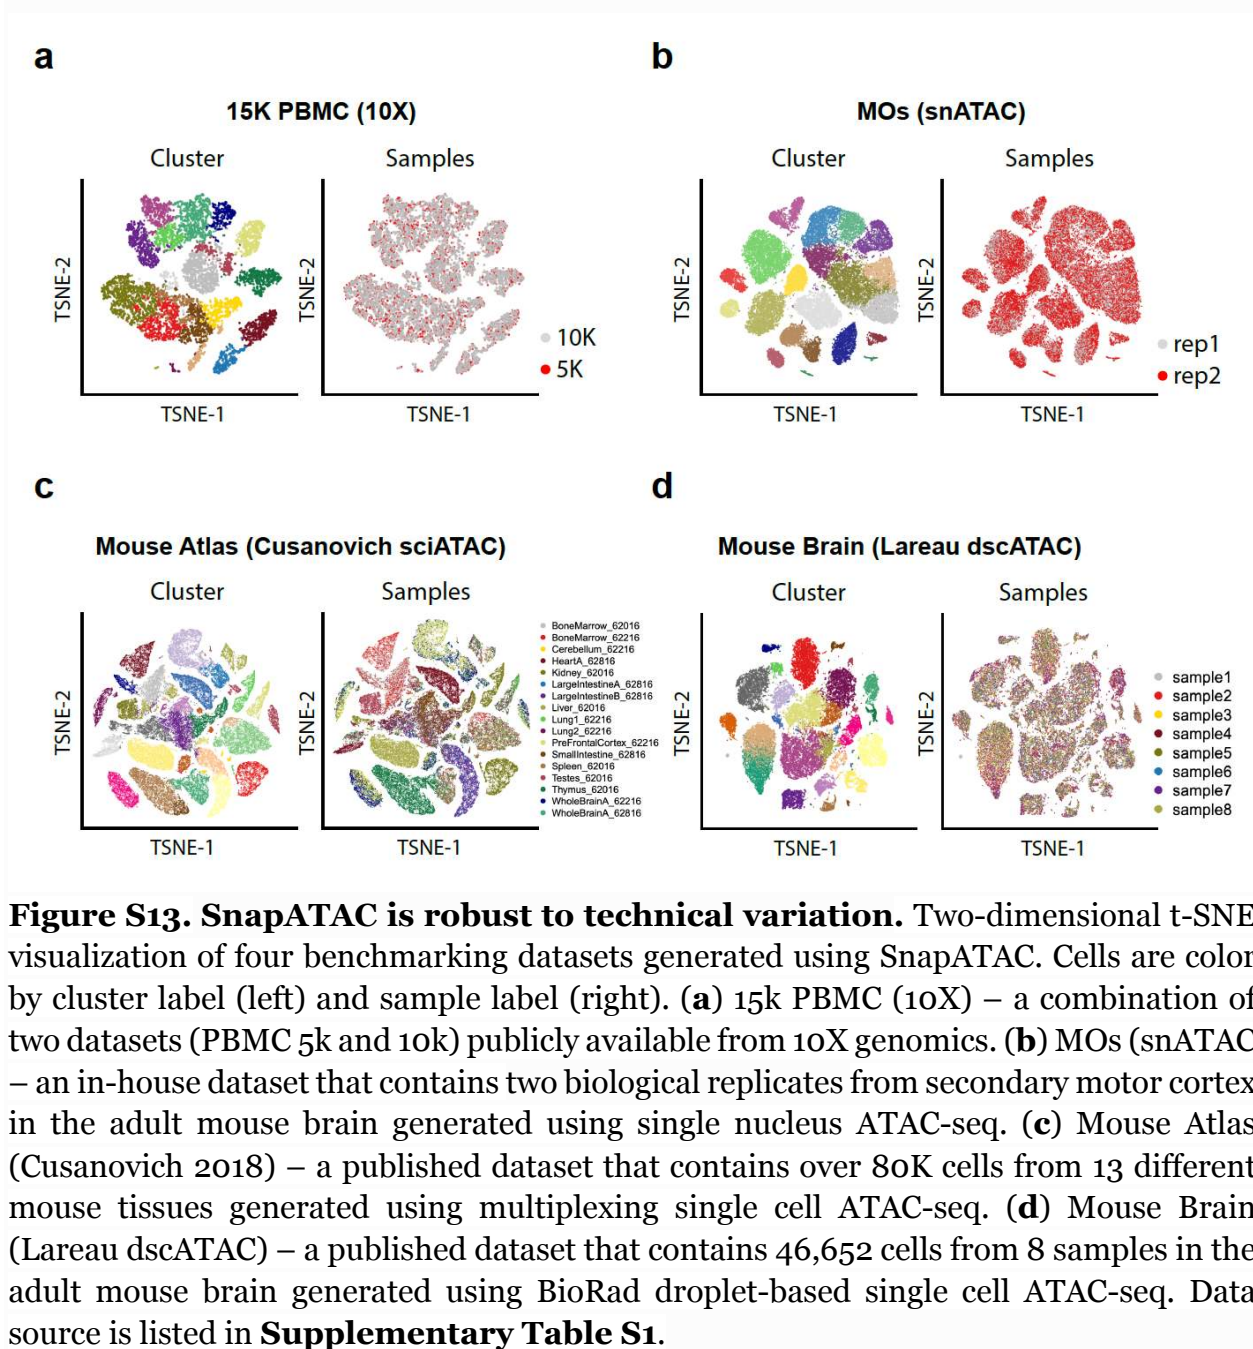 a
b
15K PBMC (10X)
MOs (snATAC)
Cluster
Samples
Cluster
Samples
TSNE-2
TSNE-2
TSNE-2
TSNE-2
10K
5K
rep1
rep2
TSNE-1
TSNE-1
TSNE-1
TSNE-1
c
d
Mouse Atlas (Cusanovich sciATAC)
Mouse Brain (Lareau dscATAC)
Cluster
Samples
Cluster
Samples
TSNE-2
TSNE-2
TSNE-2
TSNE-2
BoneMarrow_62016
BoneMarrow_62216
Cerebellum_62216
HeartA_62816
Kidney_62016
LargeIntestineA_62816
LargeIntestineB_62816
Liver_62016
Lung1_62216
Lung2_62216
PreFrontalCortex_62216
SmallIntestine_62816
Spleen_62016
Testes_62016
Thymus_62016
WholeBrainA_62216
WholeBrainA_62816
sample1
sample2
sample3
sample4
sample5
sample6
sample7
sample8
TSNE-1
TSNE-1
TSNE-1
TSNE-1
Figure S13. SnapATAC is robust to technical variation. Two-dimensional t-SNE
visualization of four benchmarking datasets generated using SnapATAC. Cells are color
by cluster label (left) and sample label (right). (a) 15k PBMC (10X) – a combination of
two datasets (PBMC 5k and 10k) publicly available from 10X genomics. (b) MOs (snATAC
– an in-house dataset that contains two biological replicates from secondary motor cortex
in the adult mouse brain generated using single nucleus ATAC-seq. (c) Mouse Atlas
(Cusanovich 2018) – a published dataset that contains over 80K cells from 13 different
mouse tissues generated using multiplexing single cell ATAC-seq. (d) Mouse Brain
(Lareau dscATAC) – a published dataset that contains 46,652 cells from 8 samples in the
adult mouse brain generated using BioRad droplet-based single cell ATAC-seq. Data
source is listed in Supplementary Table S1.